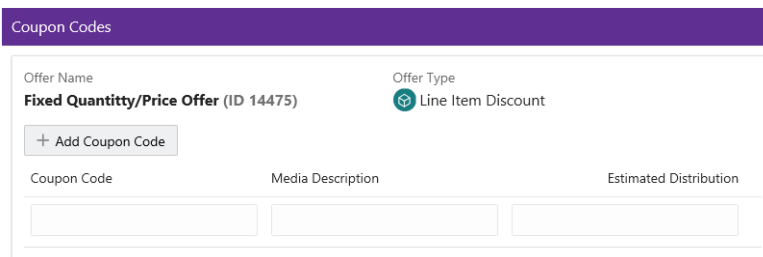 Coupon Codes
Offer Name
Offer Type
Fixed Quantitty/Price Offer (ID 14475)
Line Item Discount
+ Add Coupon Code
Coupon Code
Media Description
Estimated Distribution